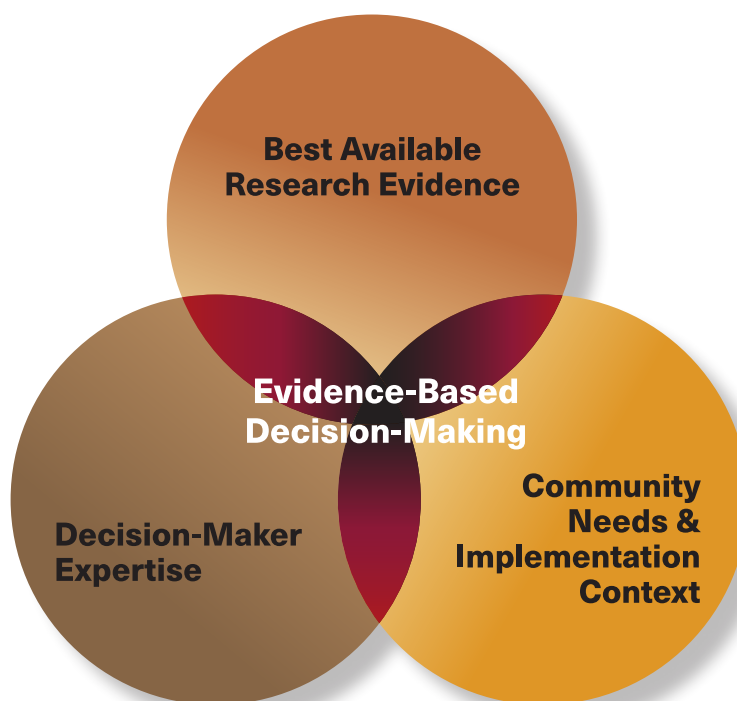 Best Available
Research Evidence
Evidence-Based
Decision-Making
Decision-Maker
Expertise
Community
Needs &
Implementation
Context